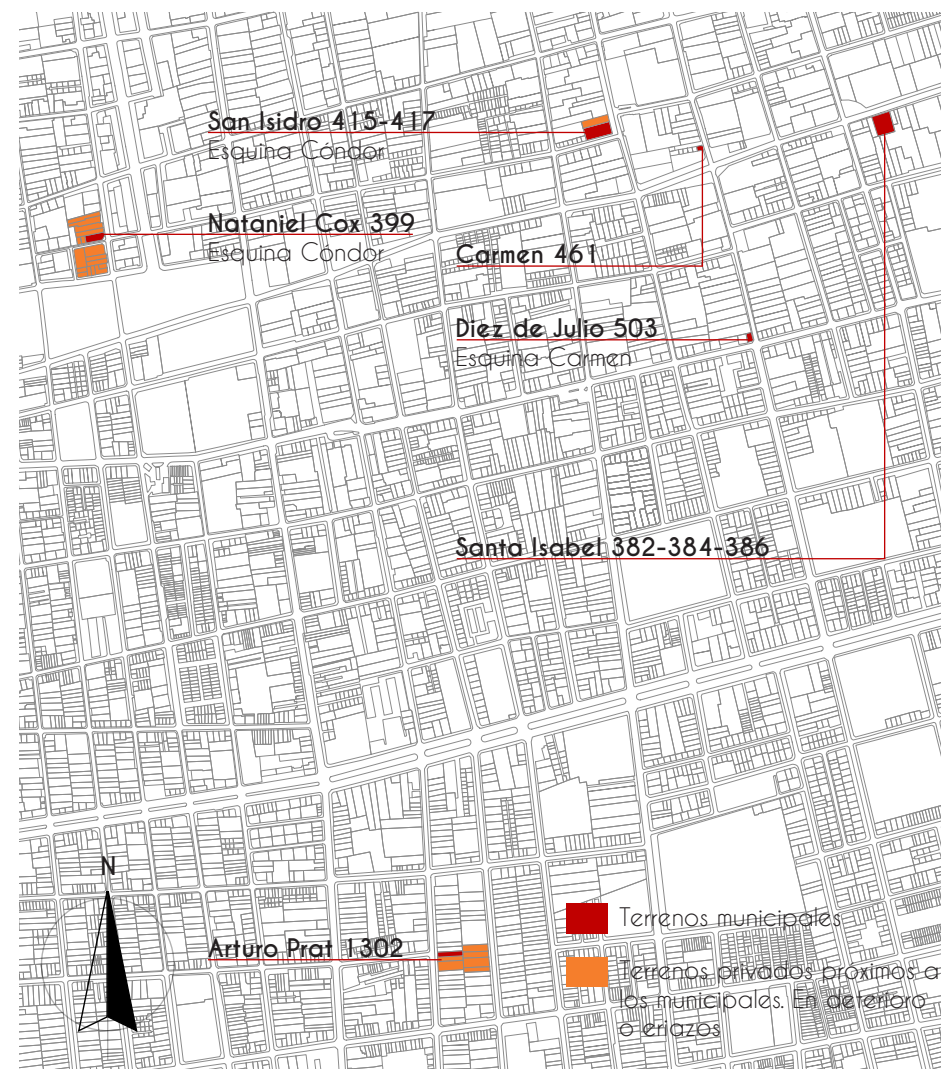 San Isidro 415-417
Esquina Cóndor
Nataniel Cox 399
Esquina Cóndor
Carmen 461
Diez de Julio 503
Esquina Carmen
Santa Isabel 382-384-386
N
Arturo Prat 1302
Terrenos municipales
Terrenos privados próximos a
los municipales. En deterioro
o eriazos